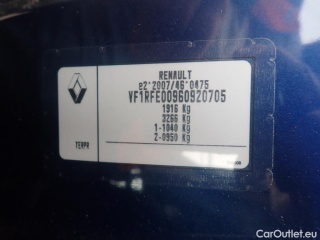 RENAULT
e2*2007/46*0475
VF1RFE00960920705
1916 Kg
3266 Kg
1-1040 Kg
2-0950 Kg
CarOutlet.eu